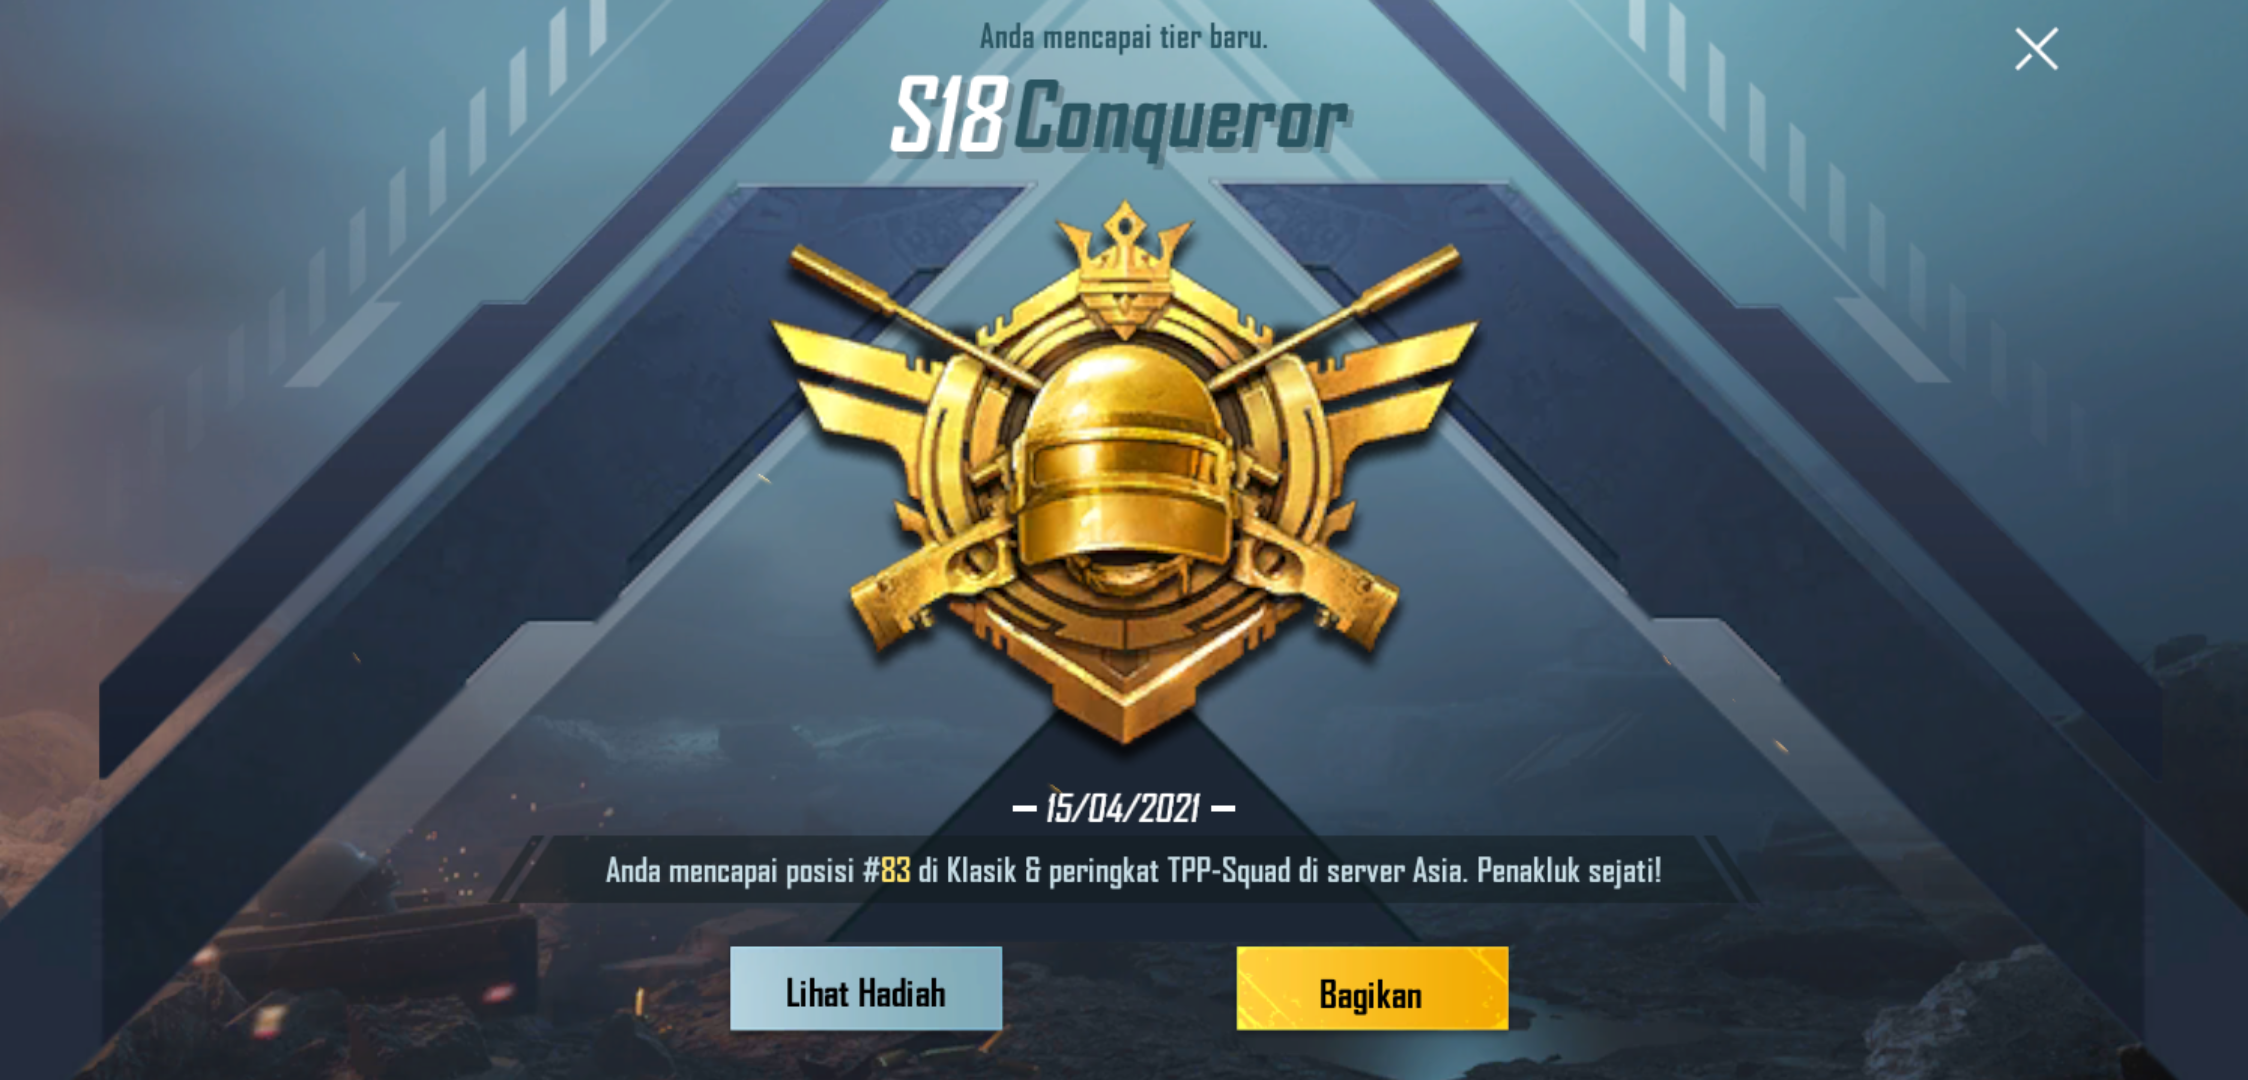 Anda mencapai tier baru.
S18 Conqueror
15/04/2021
Anda mencapai posisi #83 di Klasik & peringkat TPP-Squad di server Asia. Penakluk sejati!
Lihat Hadiah
Bagikan